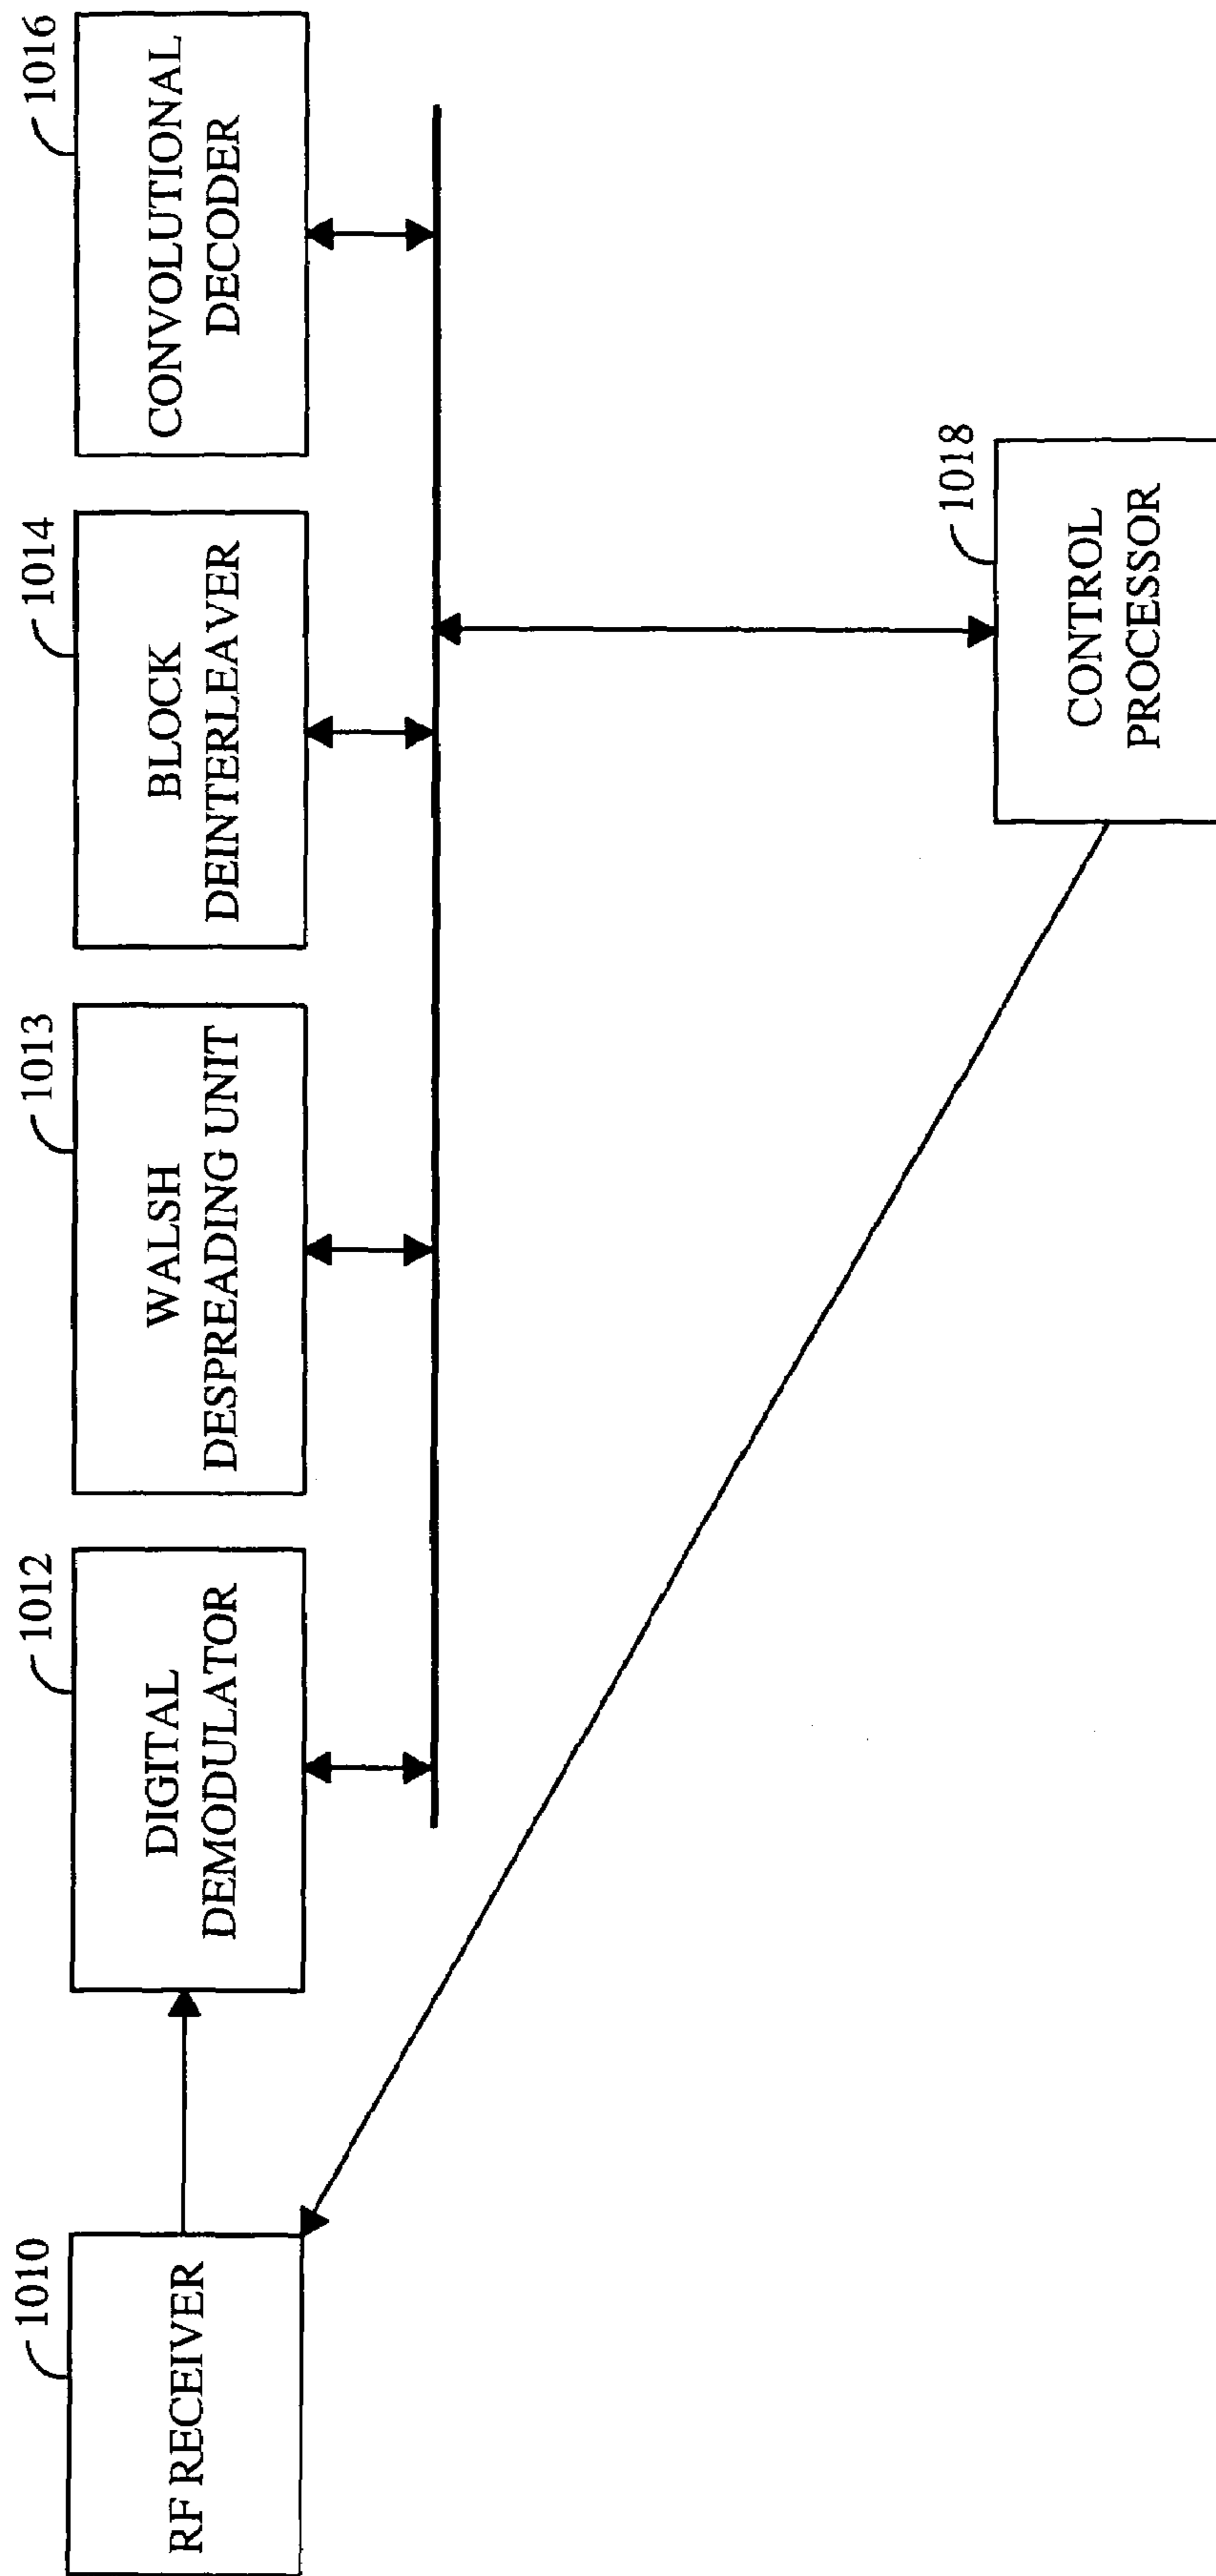 1010
RF RECEIVER
1012
DIGITAL
DEMODULATOR
1013
WALSH
DESPREADING UNIT
1014
BLOCK
DEINTERLEAVER
1016
CONVOLUTIONAL
DECODER
1018
CONTROL
PROCESSOR